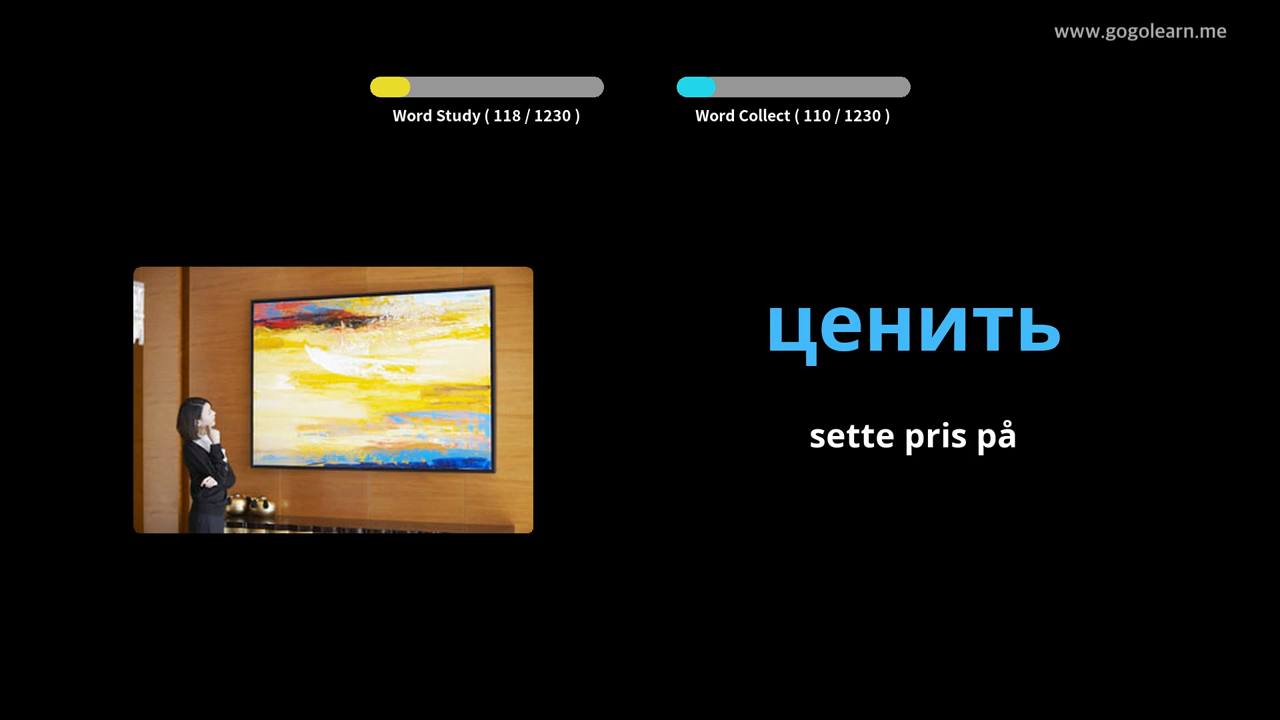 www.gogolearn.me
Word Study ( 118 / 1230 )
Word Collect ( 110 / 1230 )
ценить
sette pris på